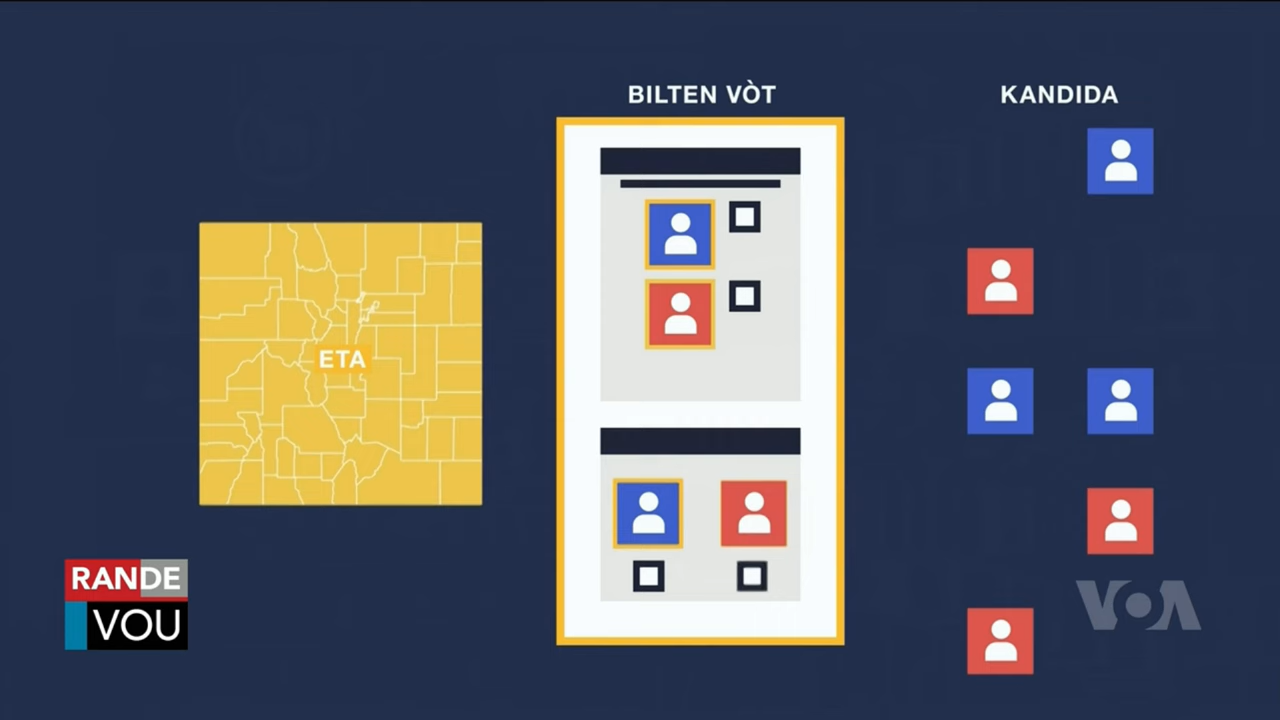 BILTEN VÒT
KANDIDA
ETA
RANDE
VOU
VOA